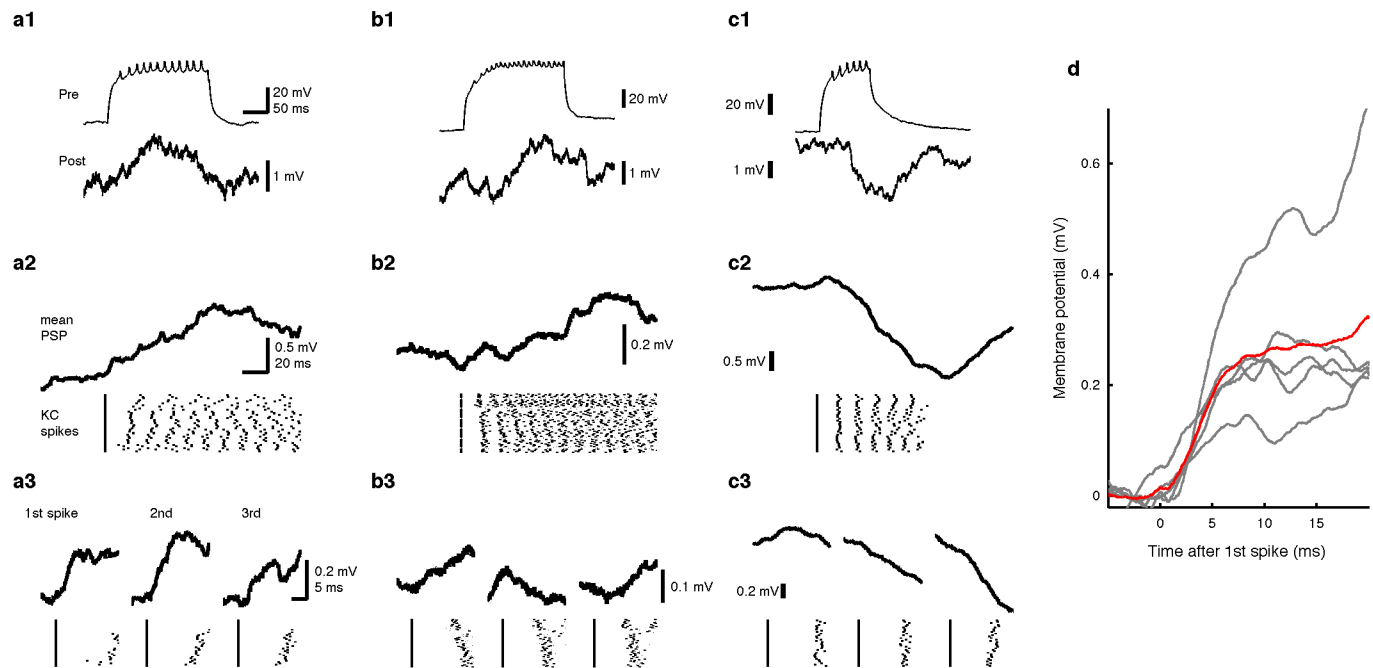 a1
b1
c1
d
Pre
20 mV
50 ms
20 mV
20 mV
Post
1 mV
1 mV
1 mV
a2
b2
c2
mean
PSP
0.5 mV
20 ms
0.2 mV
0.5 mV
KC
spikes
a3
b3
c3
1st spike
2nd
3rd
0.2 mV
5 ms
0.1 mV
0.2 mV
Membrane potential (mV)
0.6
0.4
0.2
0
0
5
10
15
Time after 1st spike (ms)